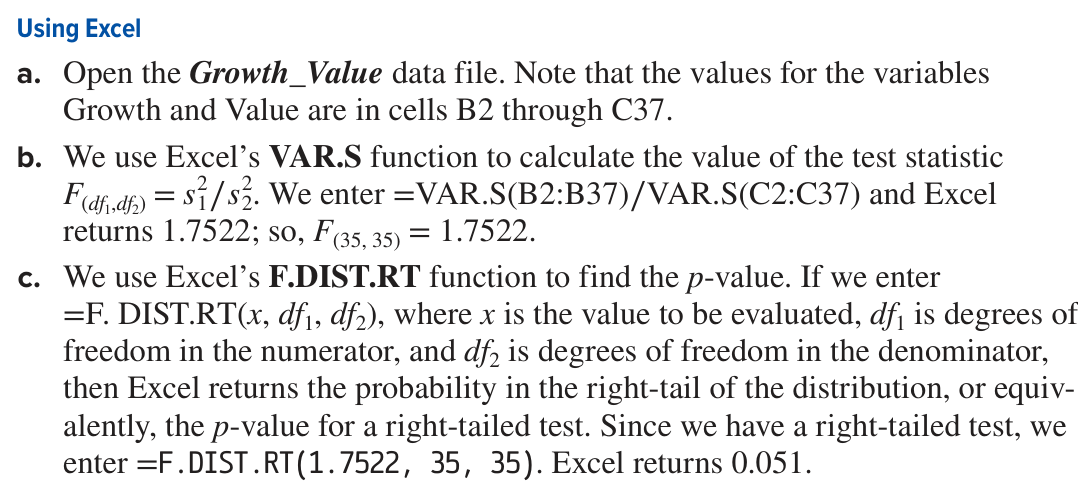 Using Excel
a. Open the Growth_Value data file. Note that the values for the variables
Growth and Value are in cells B2 through C37.
b. We use Excel’s VAR.S function to calculate the value of the test statistic
F(df₁,df₂) = s₁²/s₂². We enter =VAR.S(B2:B37)/VAR.S(C2:C37) and Excel
returns 1.7522; so, F(35, 35) = 1.7522.
c. We use Excel’s F.DIST.RT function to find the p-value. If we enter
=F. DIST.RT(x, df₁, df₂), where x is the value to be evaluated, df₁ is degrees of
freedom in the numerator, and df₂ is degrees of freedom in the denominator,
then Excel returns the probability in the right-tail of the distribution, or equiv-
alently, the p-value for a right-tailed test. Since we have a right-tailed test, we
enter =F.DIST.RT(1.7522, 35, 35). Excel returns 0.051.